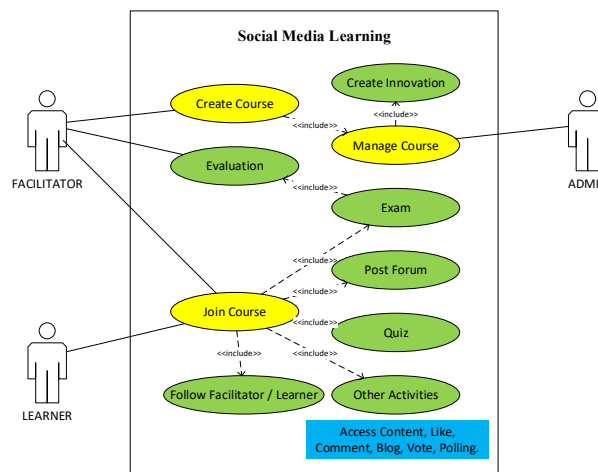 Social Media Learning
Create Innovation
Create Course
<<include>>
<<include>>
Manage Course
Evaluation
FACILITATOR
ADMI
<<include>>
Exam
<<include>>
Post Forum
<<include>>
Join Course
<<include>>
Quiz
<<include>>
<<include>>
LEARNER
Follow Facilitator / Learner
Other Activities
Access Content, Like,
Comment, Blog, Vote, Polling.